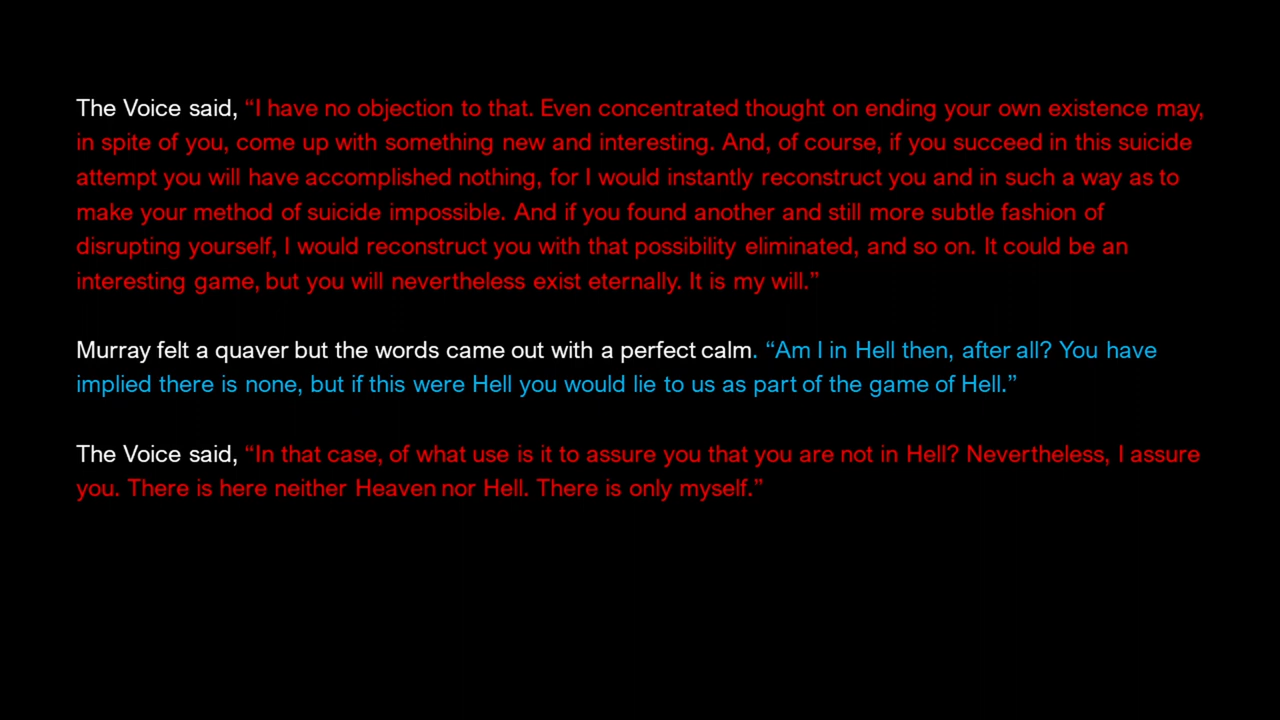 The Voice said, “I have no objection to that. Even concentrated thought on ending your own existence may,
in spite of you, come up with something new and interesting. And, of course, if you succeed in this suicide
attempt you will have accomplished nothing, for I would instantly reconstruct you and in such a way as to
make your method of suicide impossible. And if you found another and still more subtle fashion of
disrupting yourself, I would reconstruct you with that possibility eliminated, and so on. It could be an
interesting game, but you will nevertheless exist eternally. It is my will.”
Murray felt a quaver but the words came out with a perfect calm. “Am I in Hell then, after all? You have
implied there is none, but if this were Hell you would lie to us as part of the game of Hell.”
The Voice said, “In that case, of what use is it to assure you that you are not in Hell? Nevertheless, I assure
you. There is here neither Heaven nor Hell. There is only myself.”